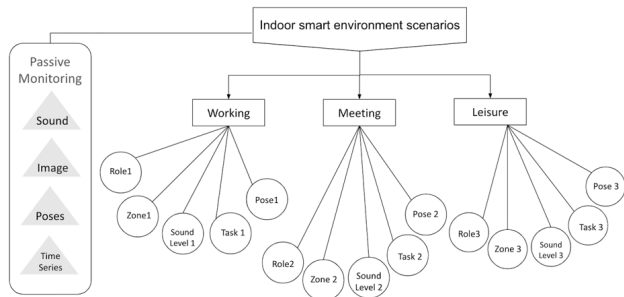 Indoor smart environment scenarios
Passive
Monitoring
Sound
Image
Poses
Time
Series
Working
Meeting
Leisure
Role1
Zone1
Sound
Level 1
Task 1
Pose1
Role2
Zone 2
Sound
Level 2
Task 2
Pose 2
Role3
Zone 3
Sound
Level 3
Task 3
Pose 3